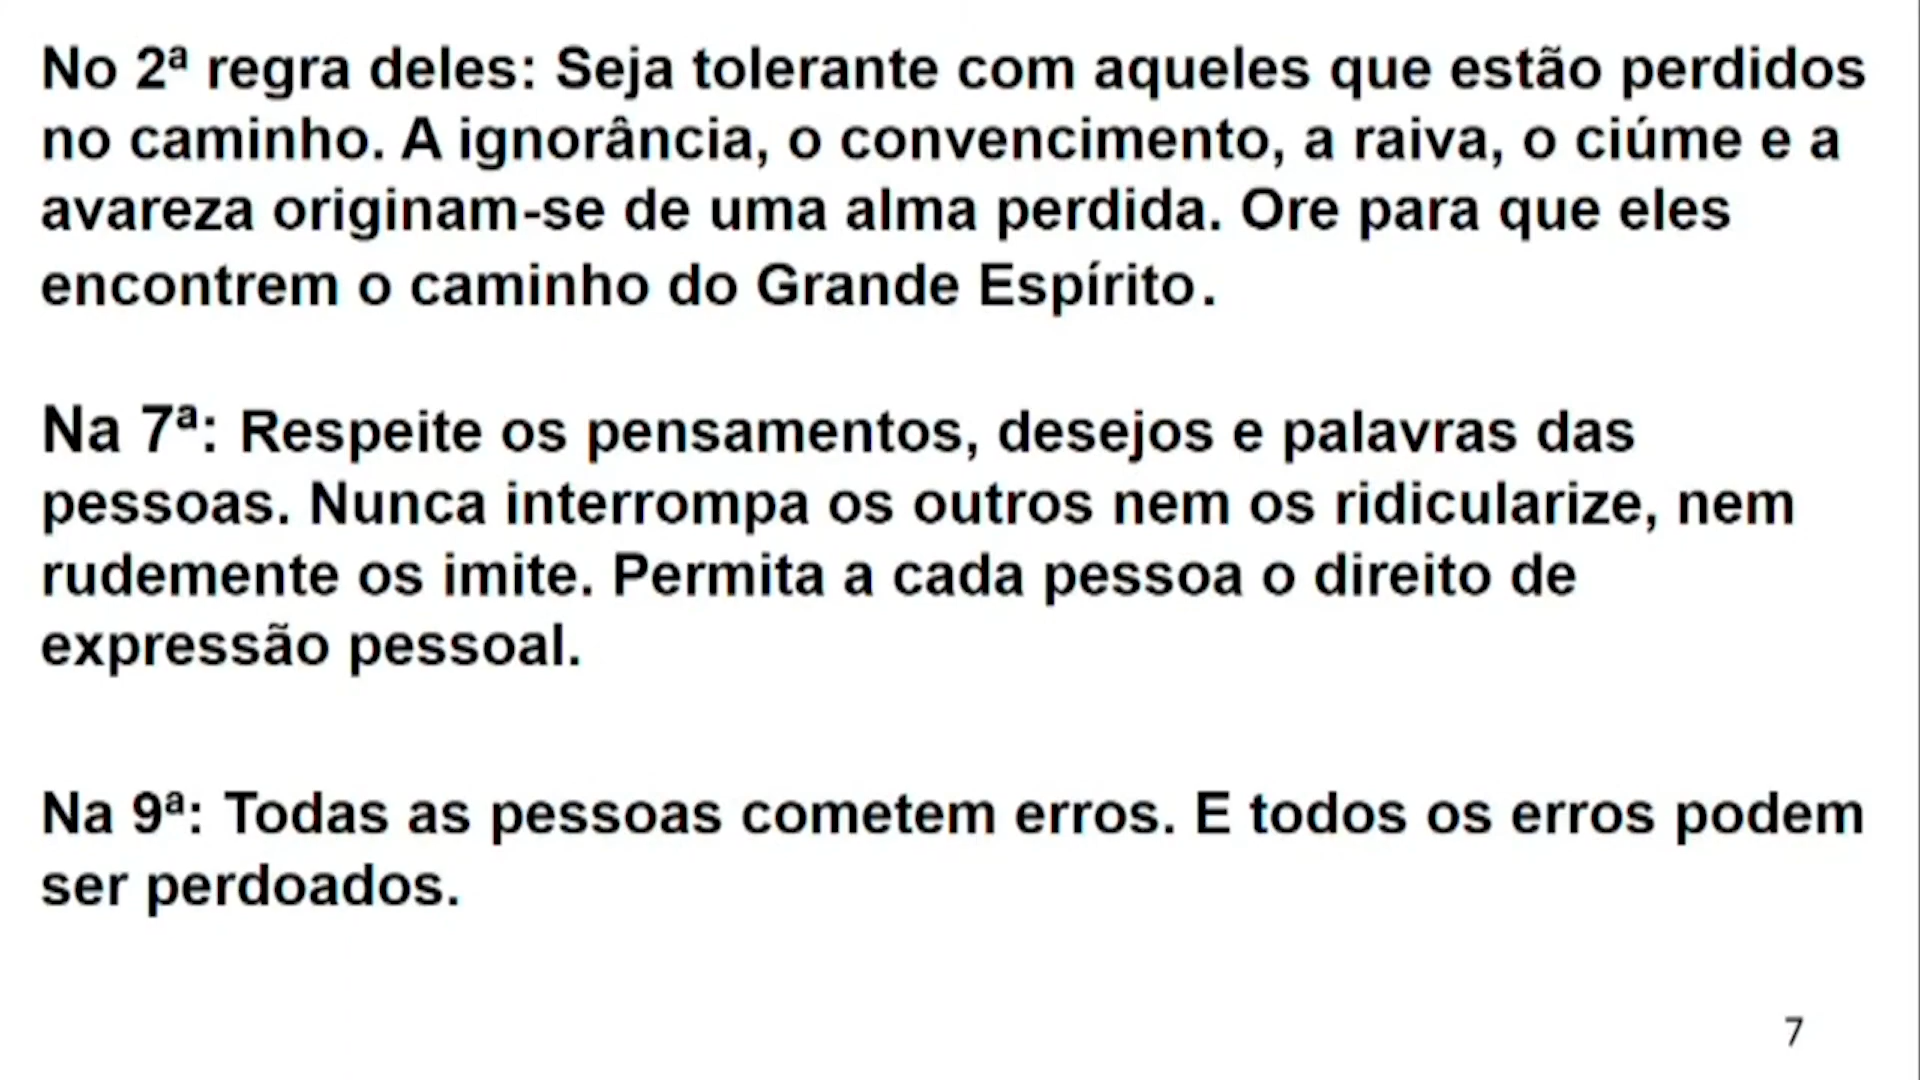 No 2ª regra deles: Seja tolerante com aqueles que estão perdidos
no caminho. A ignorância, o convencimento, a raiva, o ciúme e a
avareza originam-se de uma alma perdida. Ore para que eles
encontrem o caminho do Grande Espírito.
Na 7ª: Respeite os pensamentos, desejos e palavras das
pessoas. Nunca interrompa os outros nem os ridicularize, nem
rudemente os imite. Permita a cada pessoa o direito de
expressão pessoal.
Na 9ª: Todas as pessoas cometem erros. E todos os erros podem
ser perdoados.
7